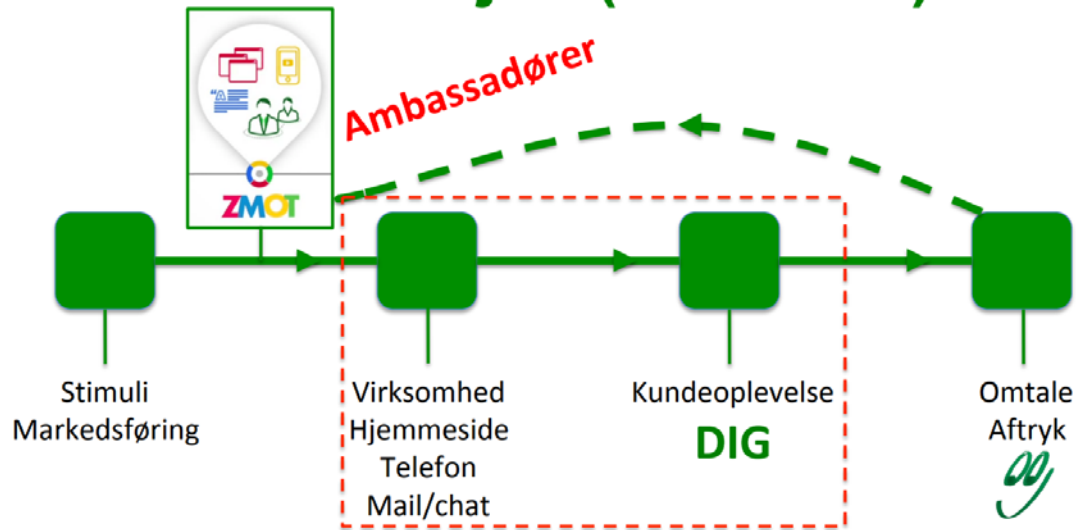 Ambassadører
ZMOT
Stimuli
Markedsføring
Virksomhed
Hjemmeside
Telefon
Mail/chat
Kundeoplevelse
DIG
Omtale
Aftryk